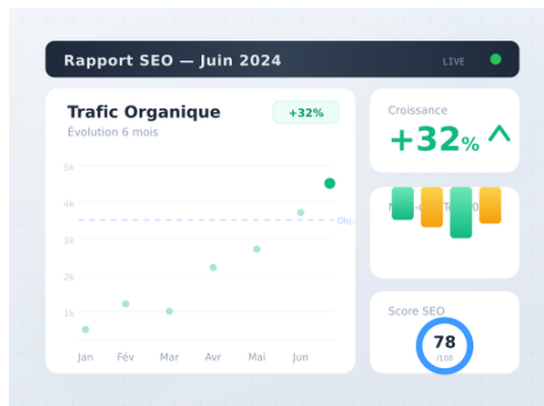 Rapport SEO — Juin 2024
LIVE
Trafic Organique
+32%
Évolution 6 mois
5k
4k
Obj.
3k
2k
1k
Jan Fév Mar Avr Mai Jun
Croissance
+32%
Score SEO
78
/100